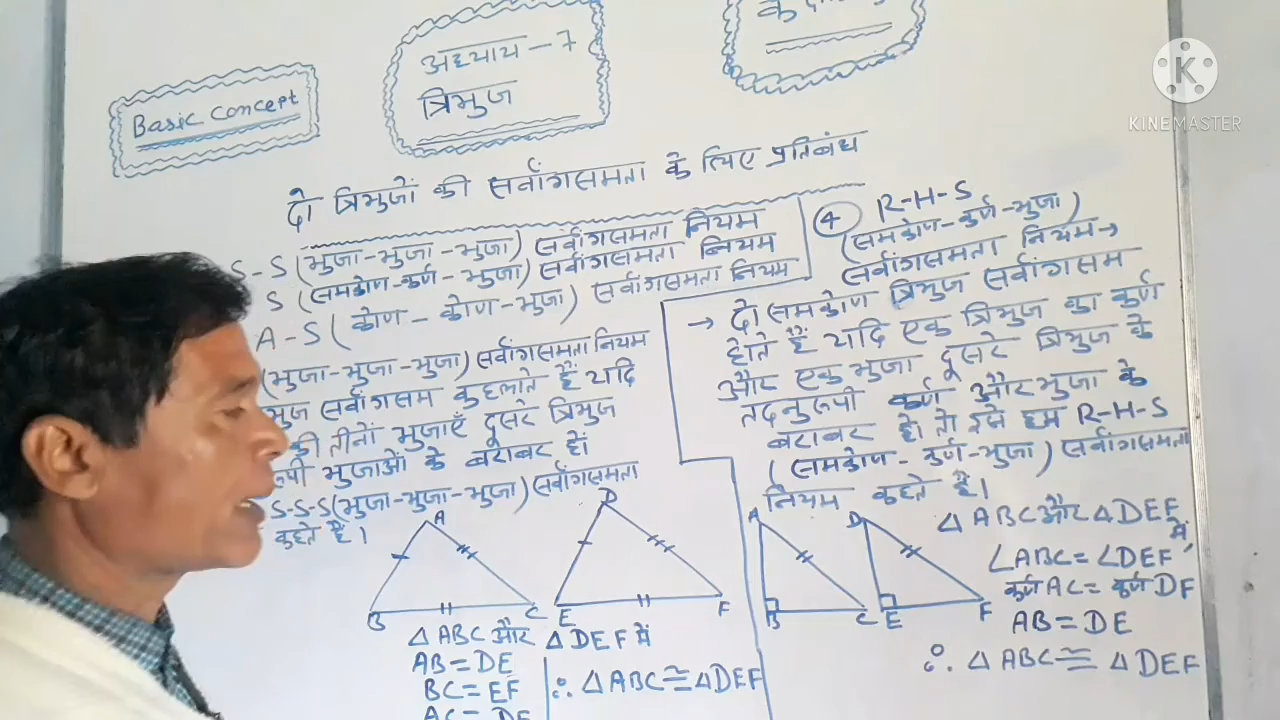 Basic Concept
अध्याय - 7
त्रिभुज
KINEMASTER
दो त्रिभुजों की सर्वांगसमता के लिए प्रतिबंध
S-S (भुजा-भुजा-भुजा) सर्वांगसमता नियम
S (समकोण-कर्ण-भुजा) सर्वांगसमता नियम
A-S (कोण-कोण-भुजा) सर्वांगसमता नियम
(भुजा-भुजा-भुजा) सर्वांगसमता नियम
भुज सर्वांगसम कहलाते हैं यदि
की तीनों भुजाएँ दूसरे त्रिभुज
रूपी भुजाओं के बराबर हों
S-S-S (भुजा-भुजा-भुजा) सर्वांगसमता
कहते हैं।
A
B
C
D
E
F
△ ABC और △ DEF में
AB = DE
BC = EF
AC = DF
∴ △ ABC ≅ △ DEF
④ R-H-S
(समकोण-कर्ण-भुजा)
सर्वांगसमता नियम→
→ दो समकोण त्रिभुज सर्वांगसम
होते हैं यदि एक त्रिभुज का कर्ण
और एक भुजा दूसरे त्रिभुज के
तदनुरूपी कर्ण और भुजा के
बराबर हो तो इसे हम R-H-S
(समकोण-कर्ण-भुजा) सर्वांगसमता
नियम कहते हैं।
A
B
C
D
E
F
△ ABC और △ DEF में,
∠ABC = ∠DEF
कर्ण AC = कर्ण DF
AB = DE
∴ △ ABC ≅ △ DEF